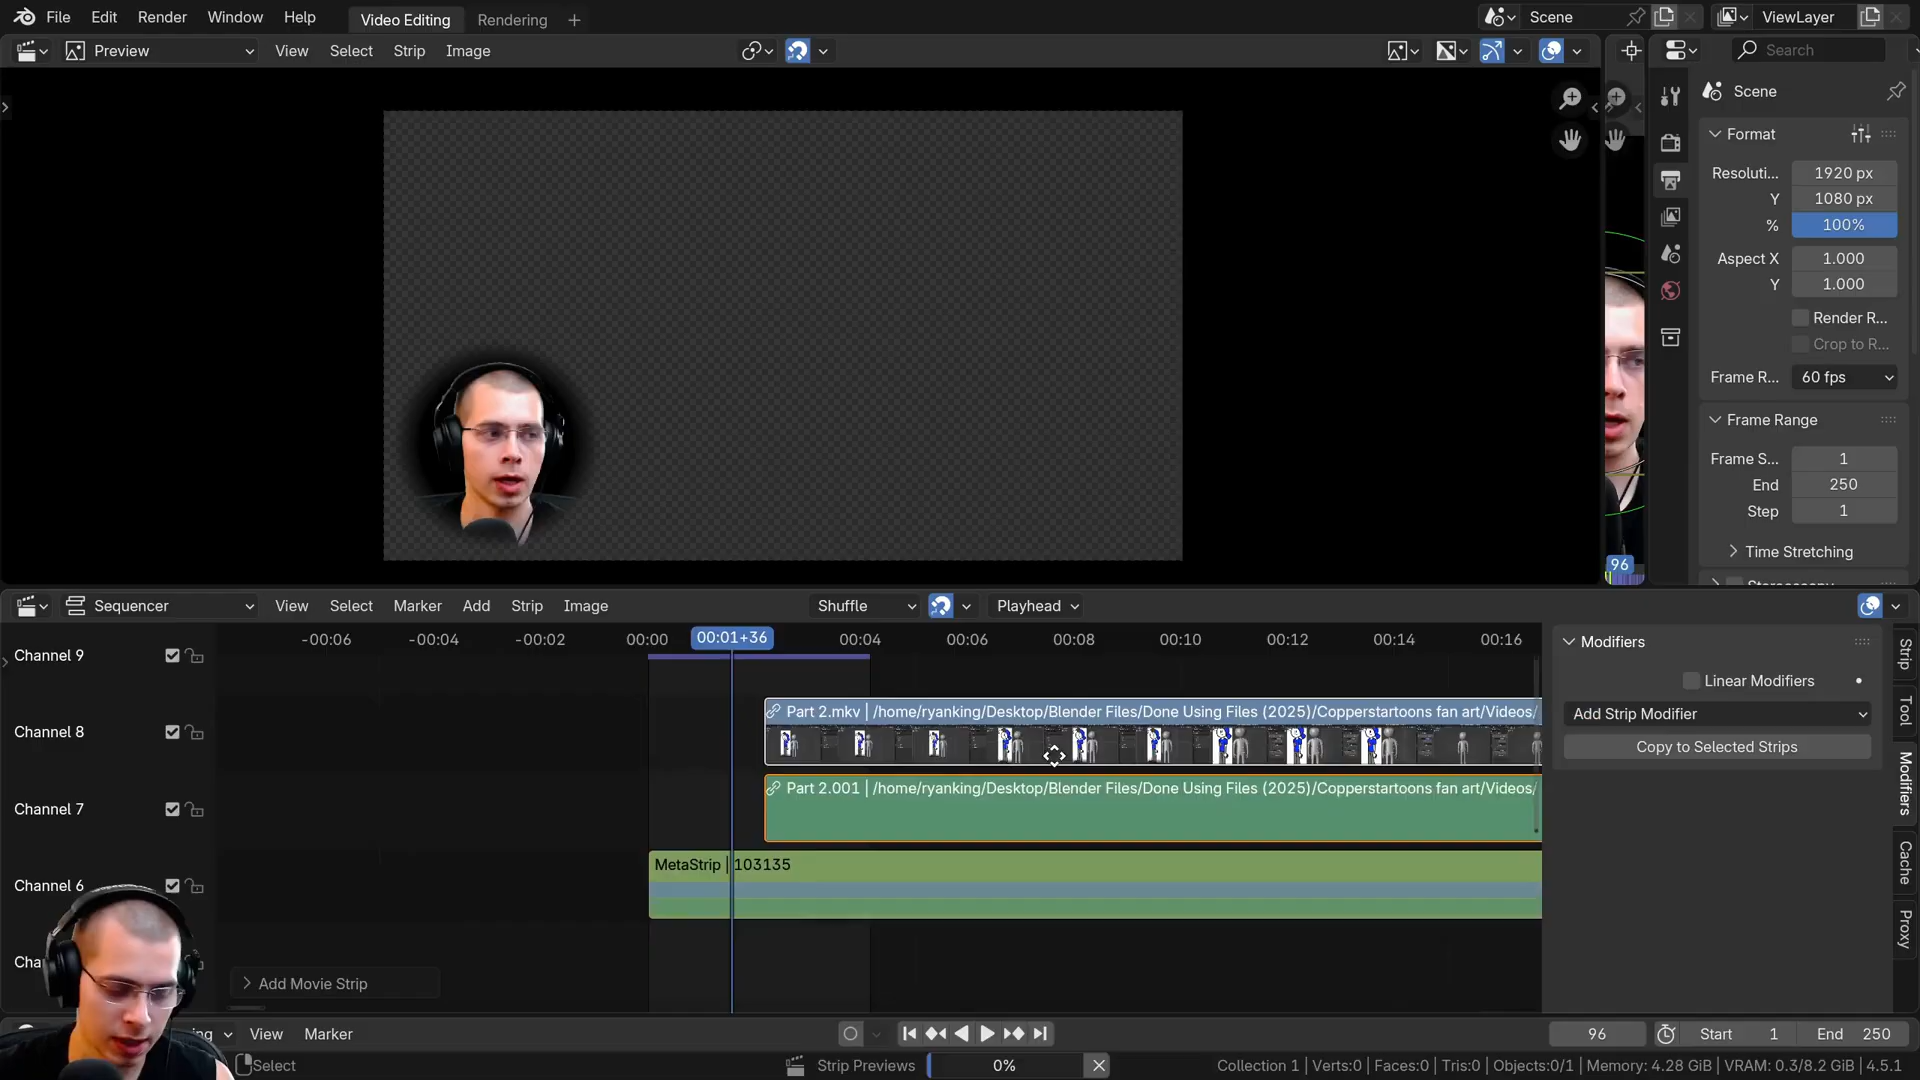 File Edit Render Window Help Video Editing Rendering Scene ViewLayer
Preview View Select Strip Image Search
Scene
Format
Resoluti... 1920 px
Y 1080 px
% 100%
Aspect X 1.000
Y 1.000
Render R...
Crop to R...
Frame R... 60 fps
Frame Range
Frame S... 1
End 250
Step 1
Time Stretching
96
Sequencer View Select Marker Add Strip Image Shuffle Playhead
-00:06 -00:04 -00:02 00:00 00:01+36 00:04 00:06 00:08 00:10 00:12 00:14 00:16
Modifiers
Linear Modifiers
Add Strip Modifier
Copy to Selected Strips
Strip
Tool
Modifiers
Cache
Proxy
Channel 9
Channel 8
Part 2.mkv | /home/ryanking/Desktop/Blender Files/Done Using Files (2025)/Copperstartoons fan art/Videos/
Channel 7
Part 2.001 | /home/ryanking/Desktop/Blender Files/Done Using Files (2025)/Copperstartoons fan art/Videos/
Channel 6
MetaStrip | 103135
Cha
Add Movie Strip
ng View Marker 96 Start 1 End 250
Select Strip Previews 0% Collection 1 | Verts:0 | Faces:0 | Tris:0 | Objects:0/1 | Memory: 4.28 GiB | VRAM: 0.3/8.2 GiB | 4.5.1